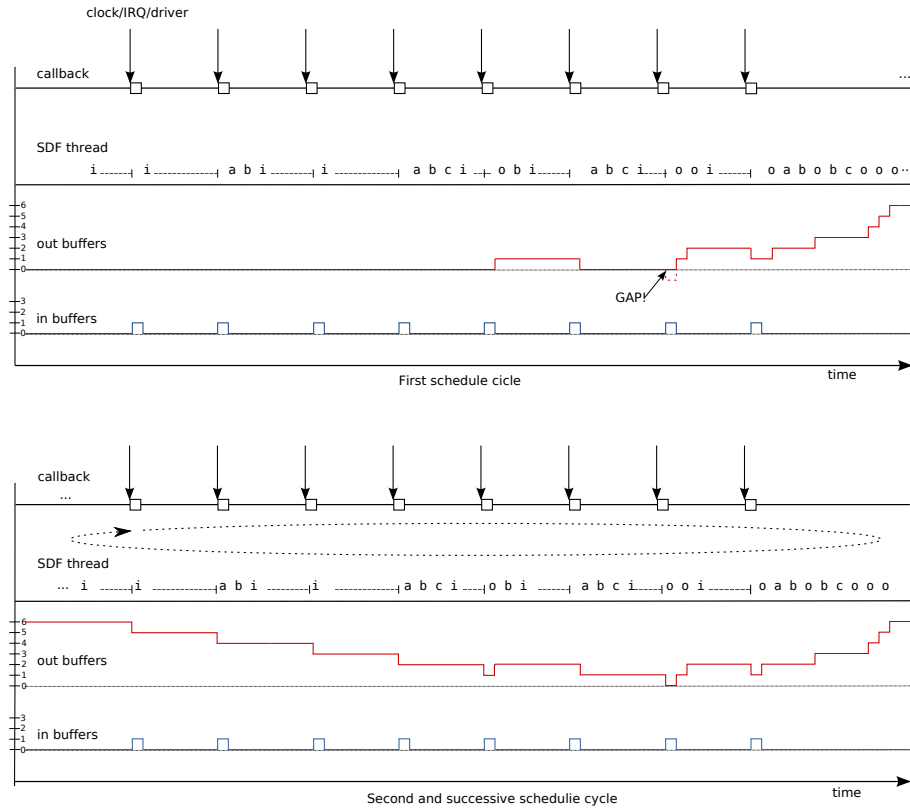 clock/IRQ/driver
callback
...
SDF thread
i i a b i i a b c i o b i a b c i o o i o a b o b c o o o
6
5
4
3
2
1
0
out buffers
GAP!
3
2
1
0
in buffers
time
First schedule cicle
callback
...
SDF thread
... i i a b i i a b c i o b i a b c i o o i o a b o b c o o o
6
5
4
3
2
1
0
out buffers
3
2
1
0
in buffers
time
Second and successive schedulie cycle